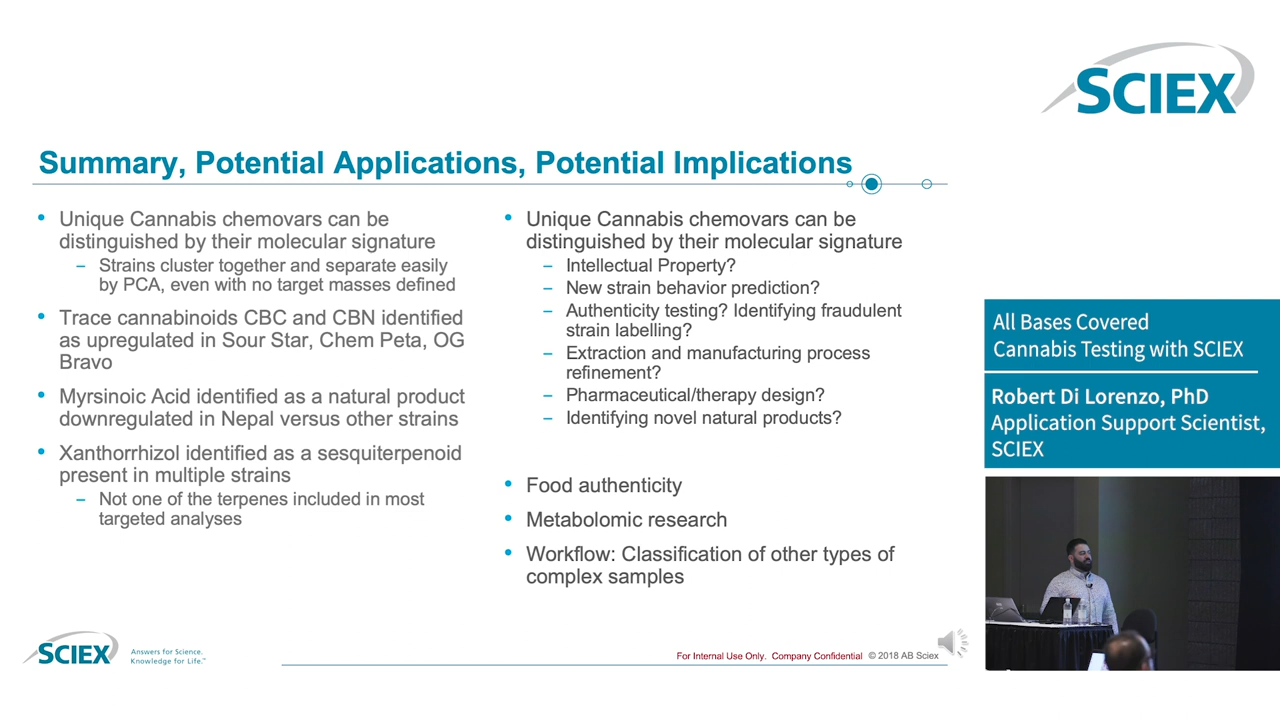 SCIEX
Summary, Potential Applications, Potential Implications
• Unique Cannabis chemovars can be
distinguished by their molecular signature
– Strains cluster together and separate easily
by PCA, even with no target masses defined
• Trace cannabinoids CBC and CBN identified
as upregulated in Sour Star, Chem Peta, OG
Bravo
• Myrsinoic Acid identified as a natural product
downregulated in Nepal versus other strains
• Xanthorrhizol identified as a sesquiterpenoid
present in multiple strains
– Not one of the terpenes included in most
targeted analyses
• Unique Cannabis chemovars can be
distinguished by their molecular signature
– Intellectual Property?
– New strain behavior prediction?
– Authenticity testing? Identifying fraudulent
strain labelling?
– Extraction and manufacturing process
refinement?
– Pharmaceutical/therapy design?
– Identifying novel natural products?
• Food authenticity
• Metabolomic research
• Workflow: Classification of other types of
complex samples
All Bases Covered
Cannabis Testing with SCIEX
Robert Di Lorenzo, PhD
Application Support Scientist,
SCIEX
SCIEX
Answers for Science.
Knowledge for Life.™
For Internal Use Only. Company Confidential © 2018 AB Sciex